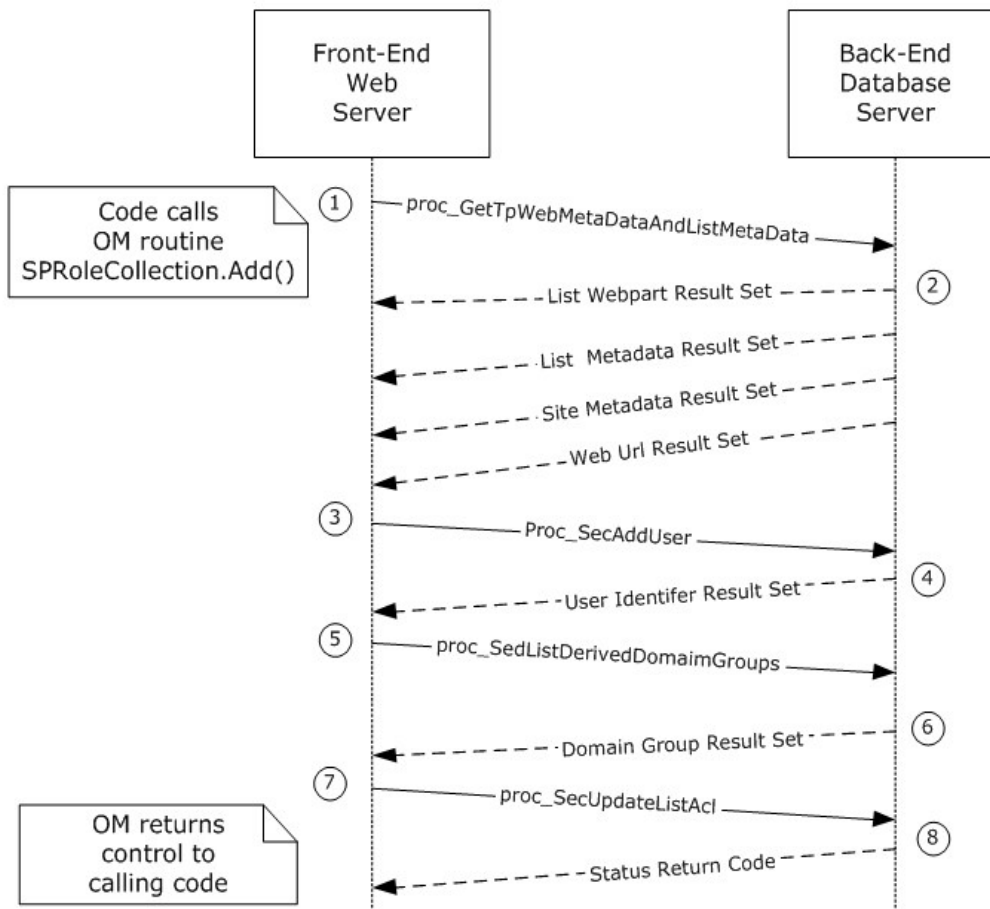 Front-End
Web
Server
Back-End
Database
Server
Code calls
OM routine
SPRoleCollection.Add()
1
proc_GetTpWebMetaDataAndListMetaData
List Webpart Result Set
2
List Metadata Result Set
Site Metadata Result Set
Web Url Result Set
3
Proc_SecAddUser
User Identifer Result Set
4
5
proc_SedListDerivedDomaimGroups
Domain Group Result Set
6
7
proc_SecUpdateListAcl
OM returns
control to
calling code
Status Return Code
8